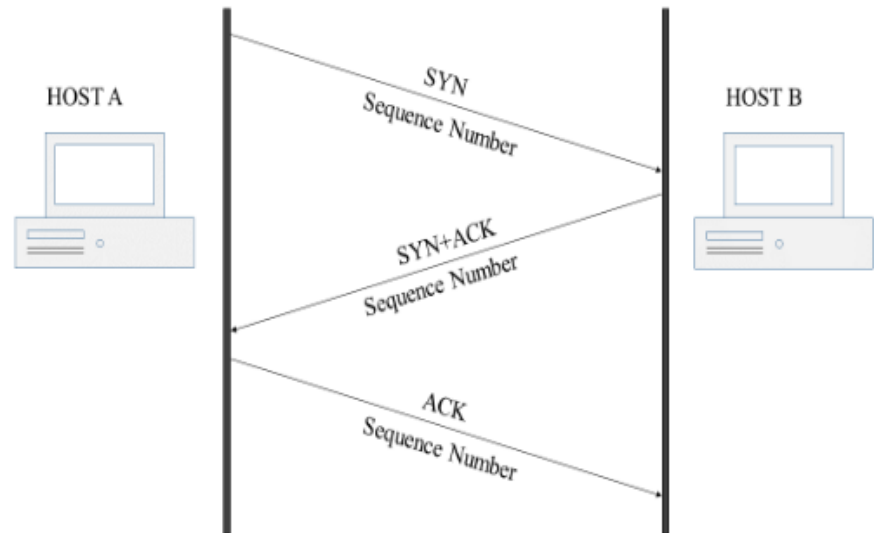 HOST A
HOST B
SYN
Sequence Number
SYN+ACK
Sequence Number
ACK
Sequence Number